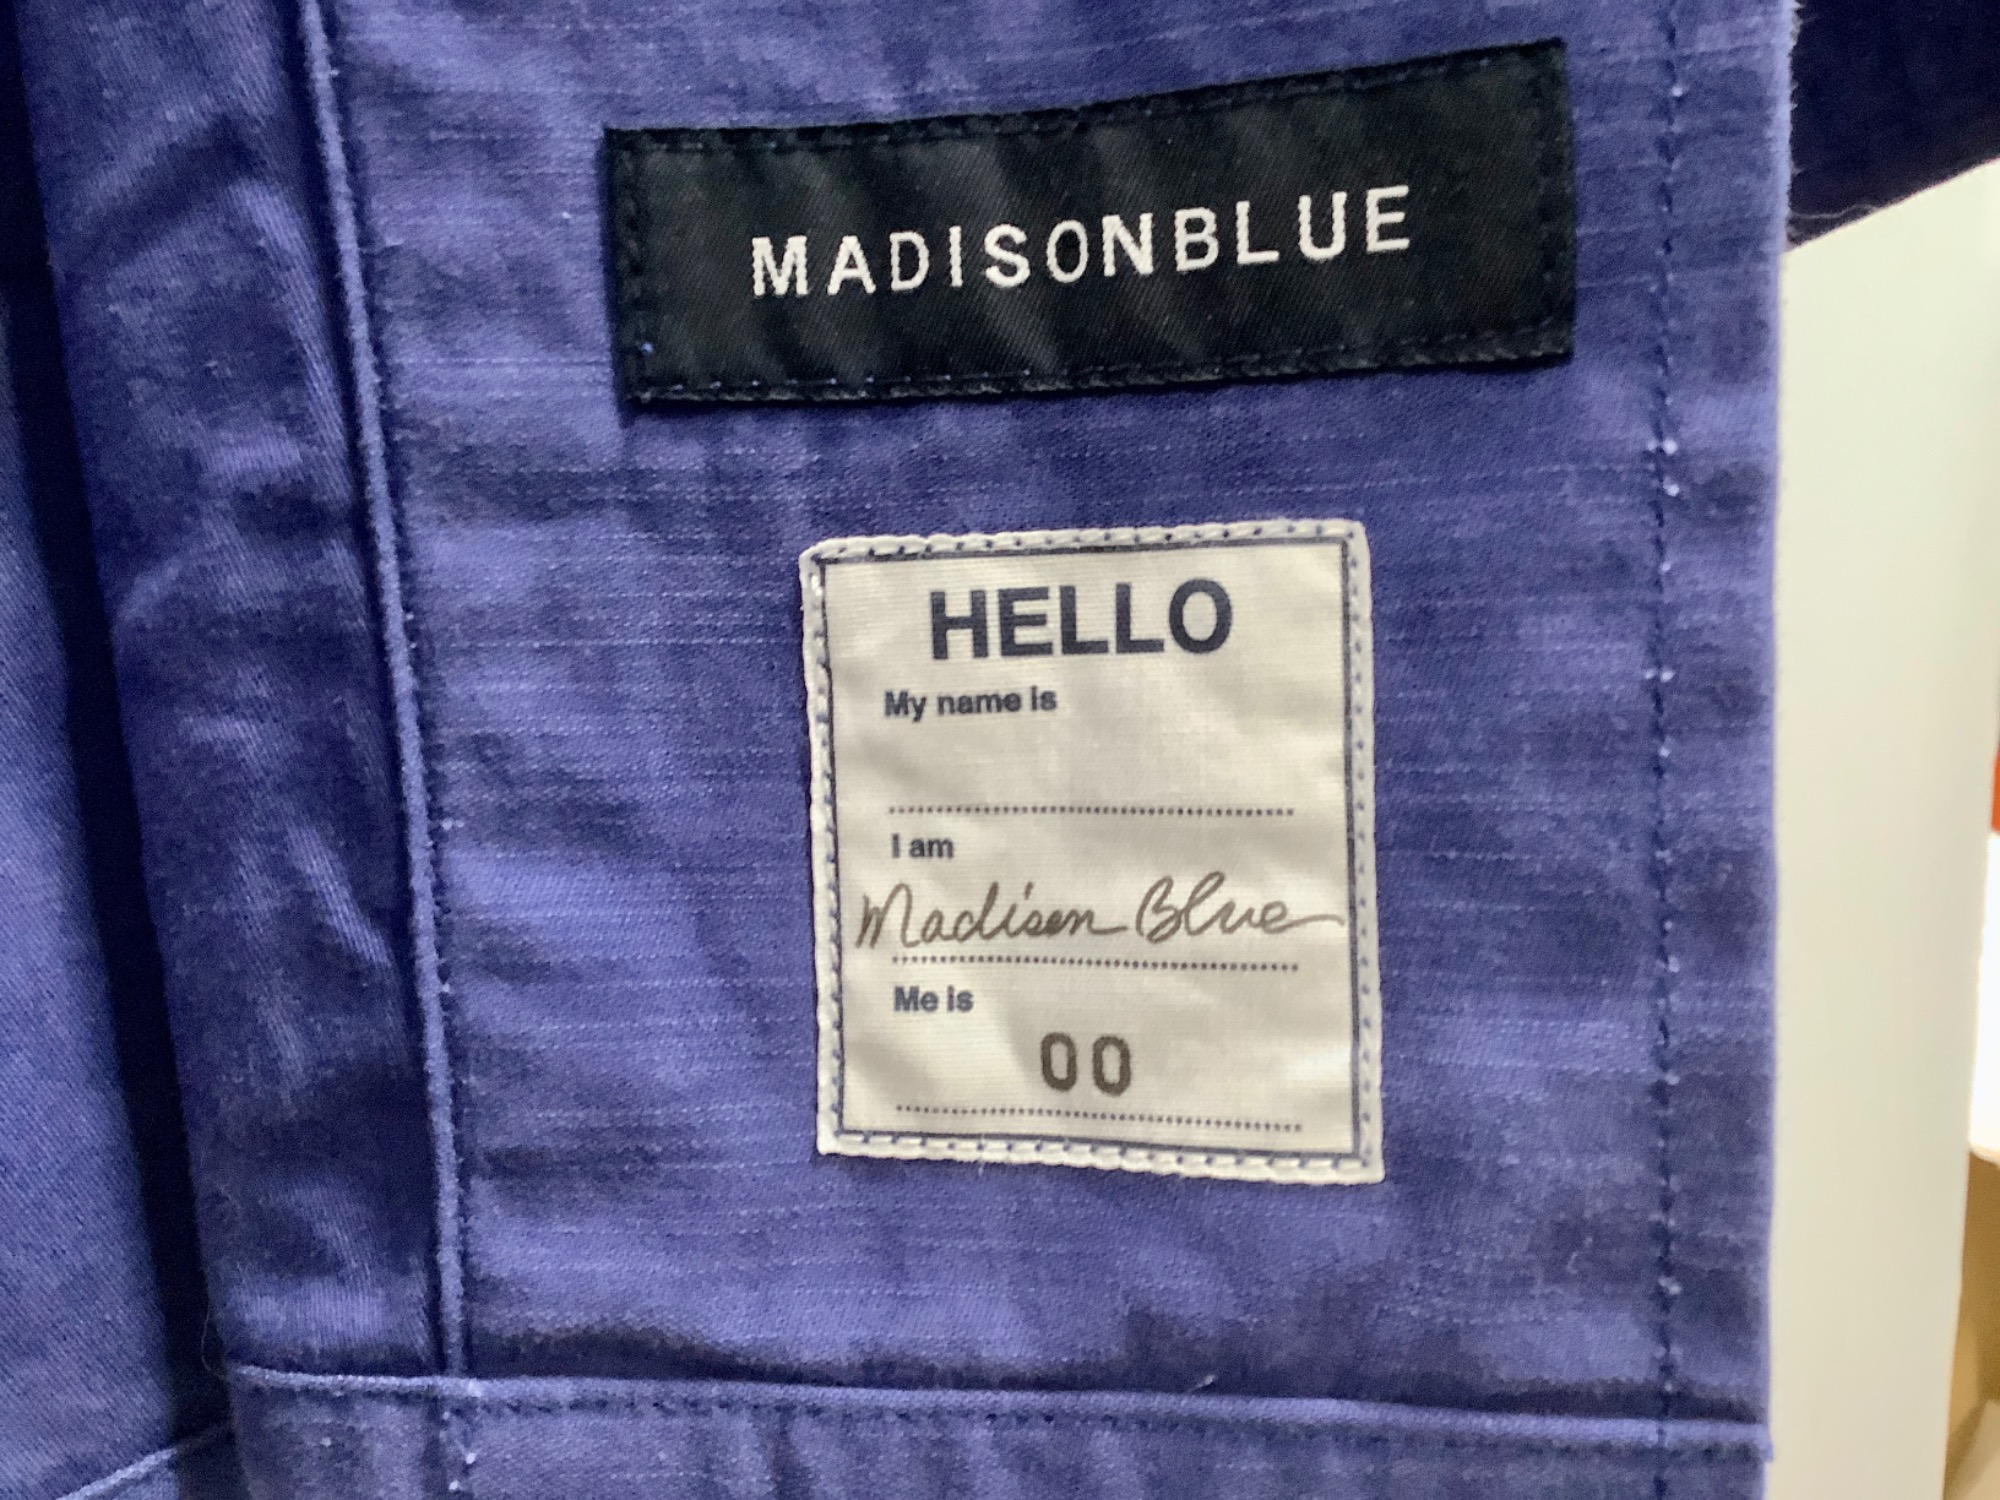 MADISONBLUE
HELLO
My name is
I am
Madison Blue
Me is
00